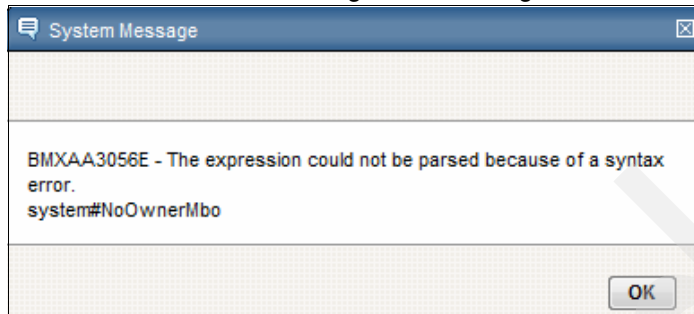 System Message
BMXAA3056E - The expression could not be parsed because of a syntax
error.
system#NoOwnerMbo
OK